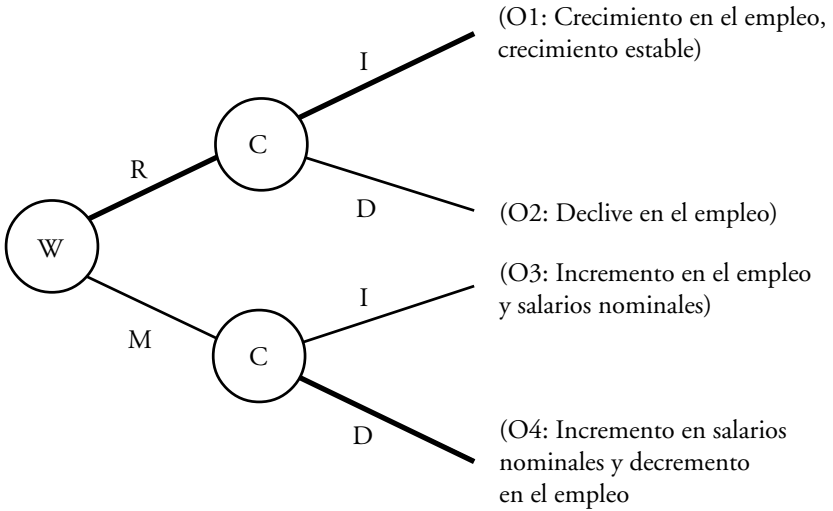 (O1: Crecimiento en el empleo,
crecimiento estable)
I
C
R
D
(O2: Declive en el empleo)
W
(O3: Incremento en el empleo
y salarios nominales)
I
M
C
D
(O4: Incremento en salarios
nominales y decremento
en el empleo